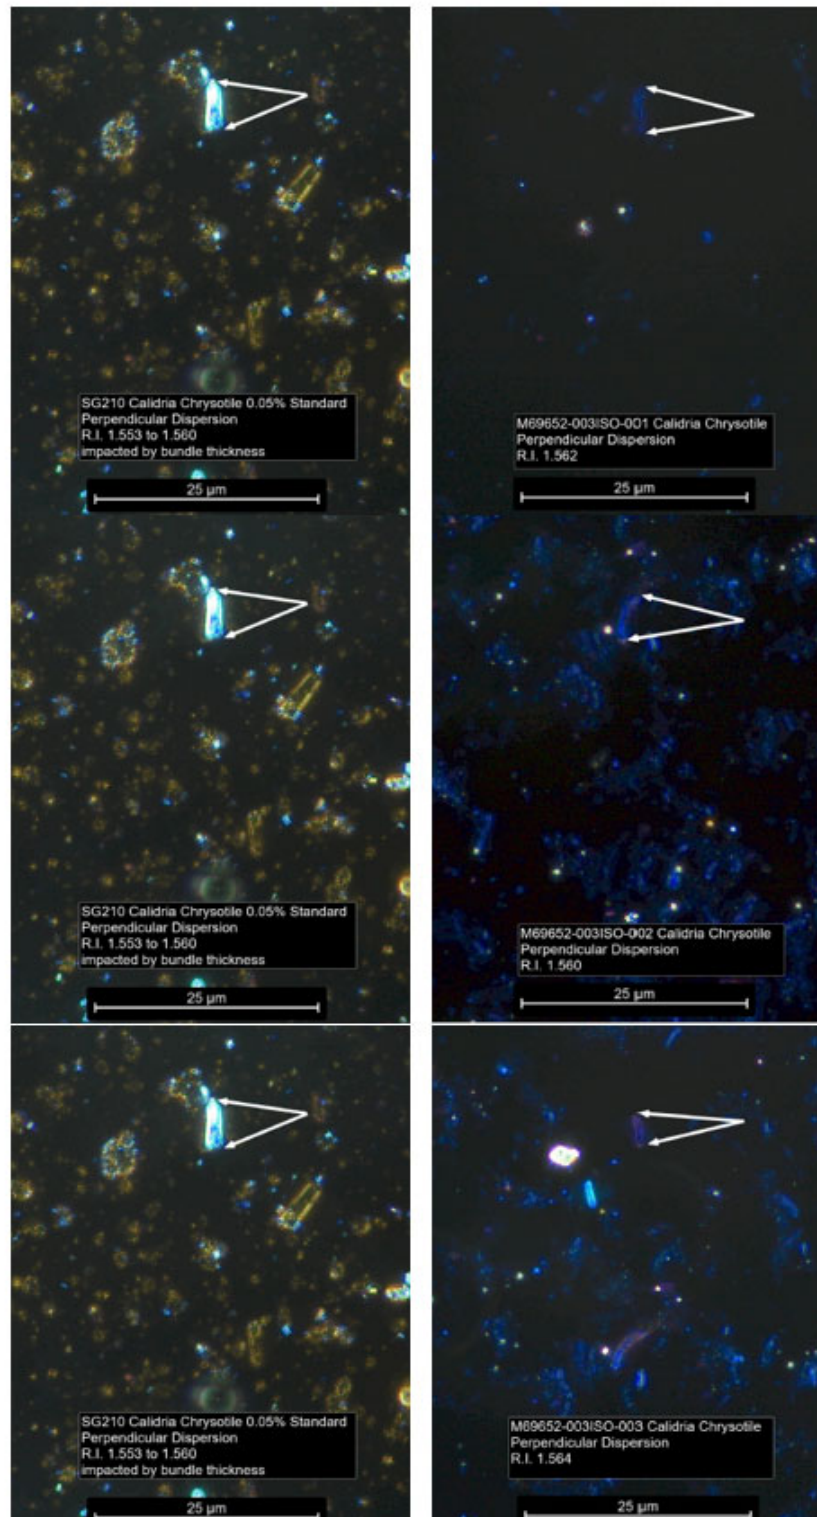 SG210 Calidria Chrysotile 0.05% Standard
Perpendicular Dispersion
R.I. 1.553 to 1.560
impacted by bundle thickness
25 µm
M69652-003ISO-001 Calidria Chrysotile
Perpendicular Dispersion
R.I. 1.562
25 µm
SG210 Calidria Chrysotile 0.05% Standard
Perpendicular Dispersion
R.I. 1.553 to 1.560
impacted by bundle thickness
25 µm
M69652-003ISO-002 Calidria Chrysotile
Perpendicular Dispersion
R.I. 1.560
25 µm
SG210 Calidria Chrysotile 0.05% Standard
Perpendicular Dispersion
R.I. 1.553 to 1.560
impacted by bundle thickness
25 µm
M69652-003ISO-003 Calidria Chrysotile
Perpendicular Dispersion
R.I. 1.564
25 µm